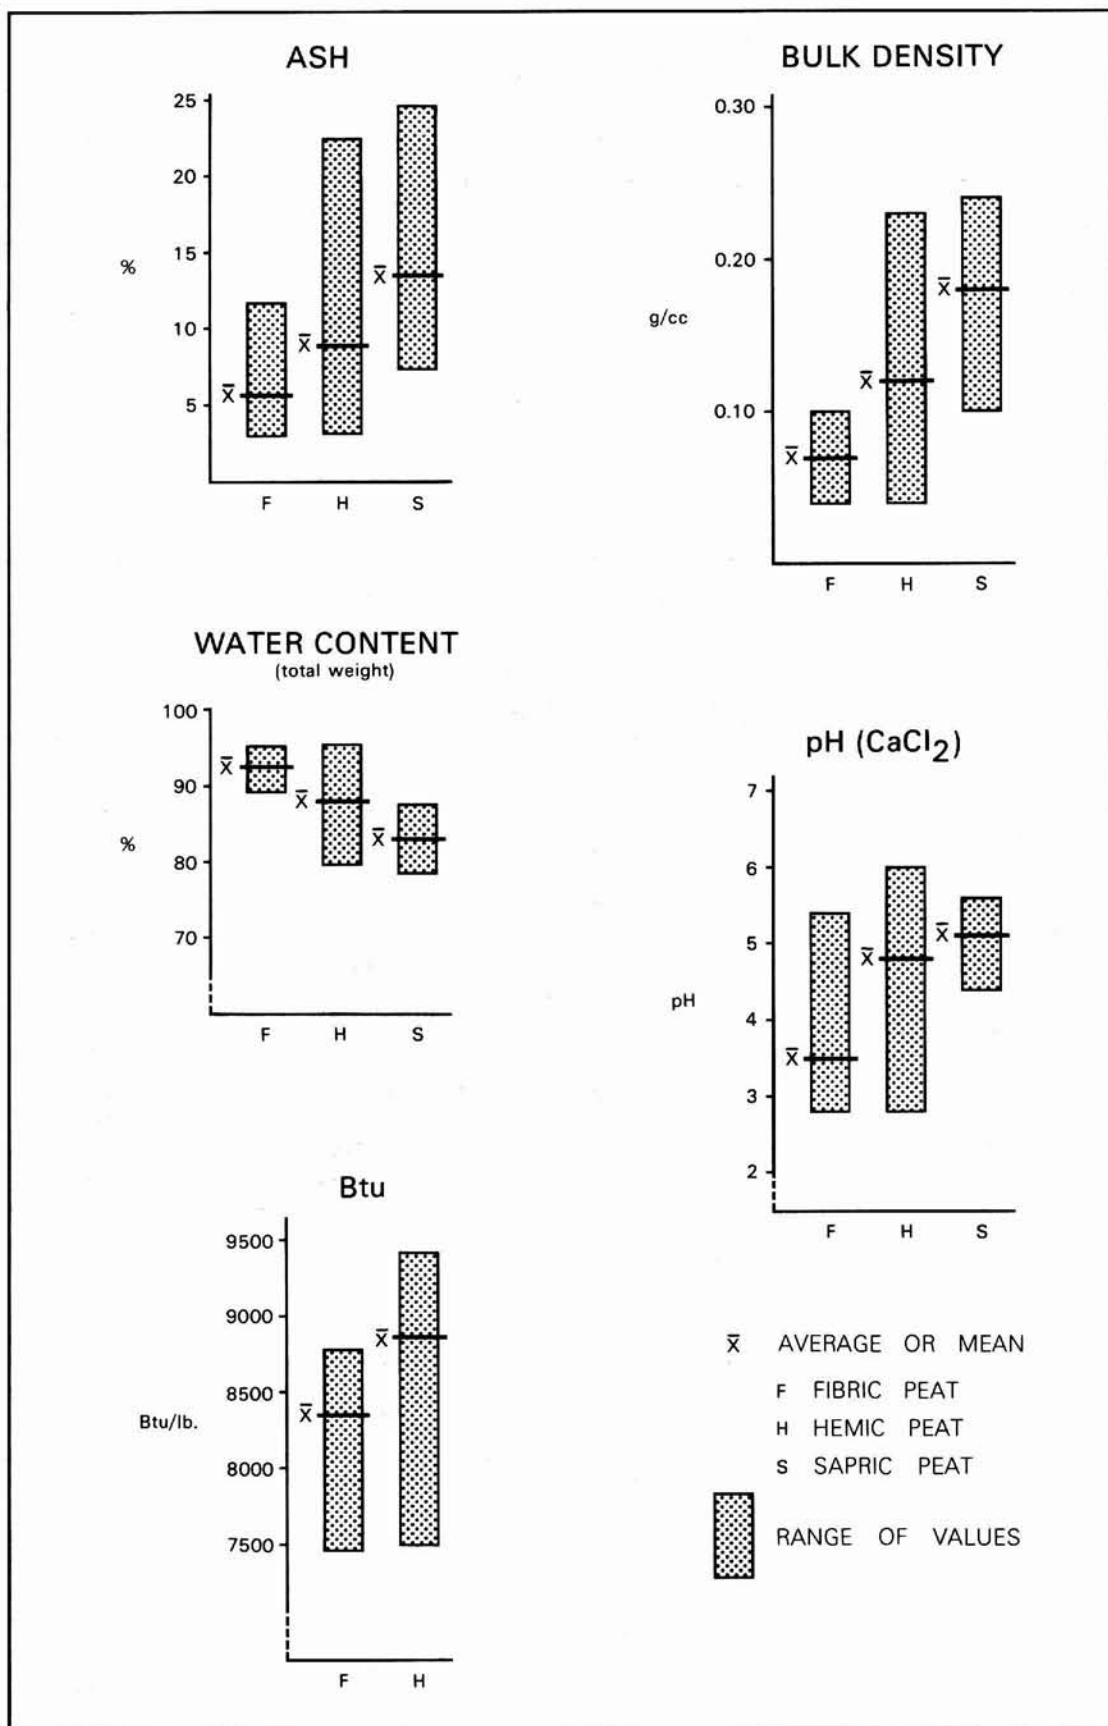 ASH
25
20
15
10
5
%
x̄
x̄
x̄
F H S
BULK DENSITY
0.30
0.20
0.10
g/cc
x̄
x̄
x̄
F H S
WATER CONTENT
(total weight)
100
90
80
70
%
x̄
x̄
x̄
F H S
pH (CaCl₂)
7
6
5
4
3
2
pH
x̄
x̄
x̄
F H S
Btu
9500
9000
8500
8000
7500
Btu/lb.
x̄
x̄
F H
x̄ AVERAGE OR MEAN
F FIBRIC PEAT
H HEMIC PEAT
S SAPRIC PEAT
RANGE OF VALUES